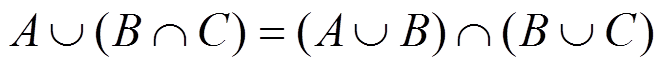 A ∪ (B ∩ C) = (A ∪ B) ∩ (B ∪ C)